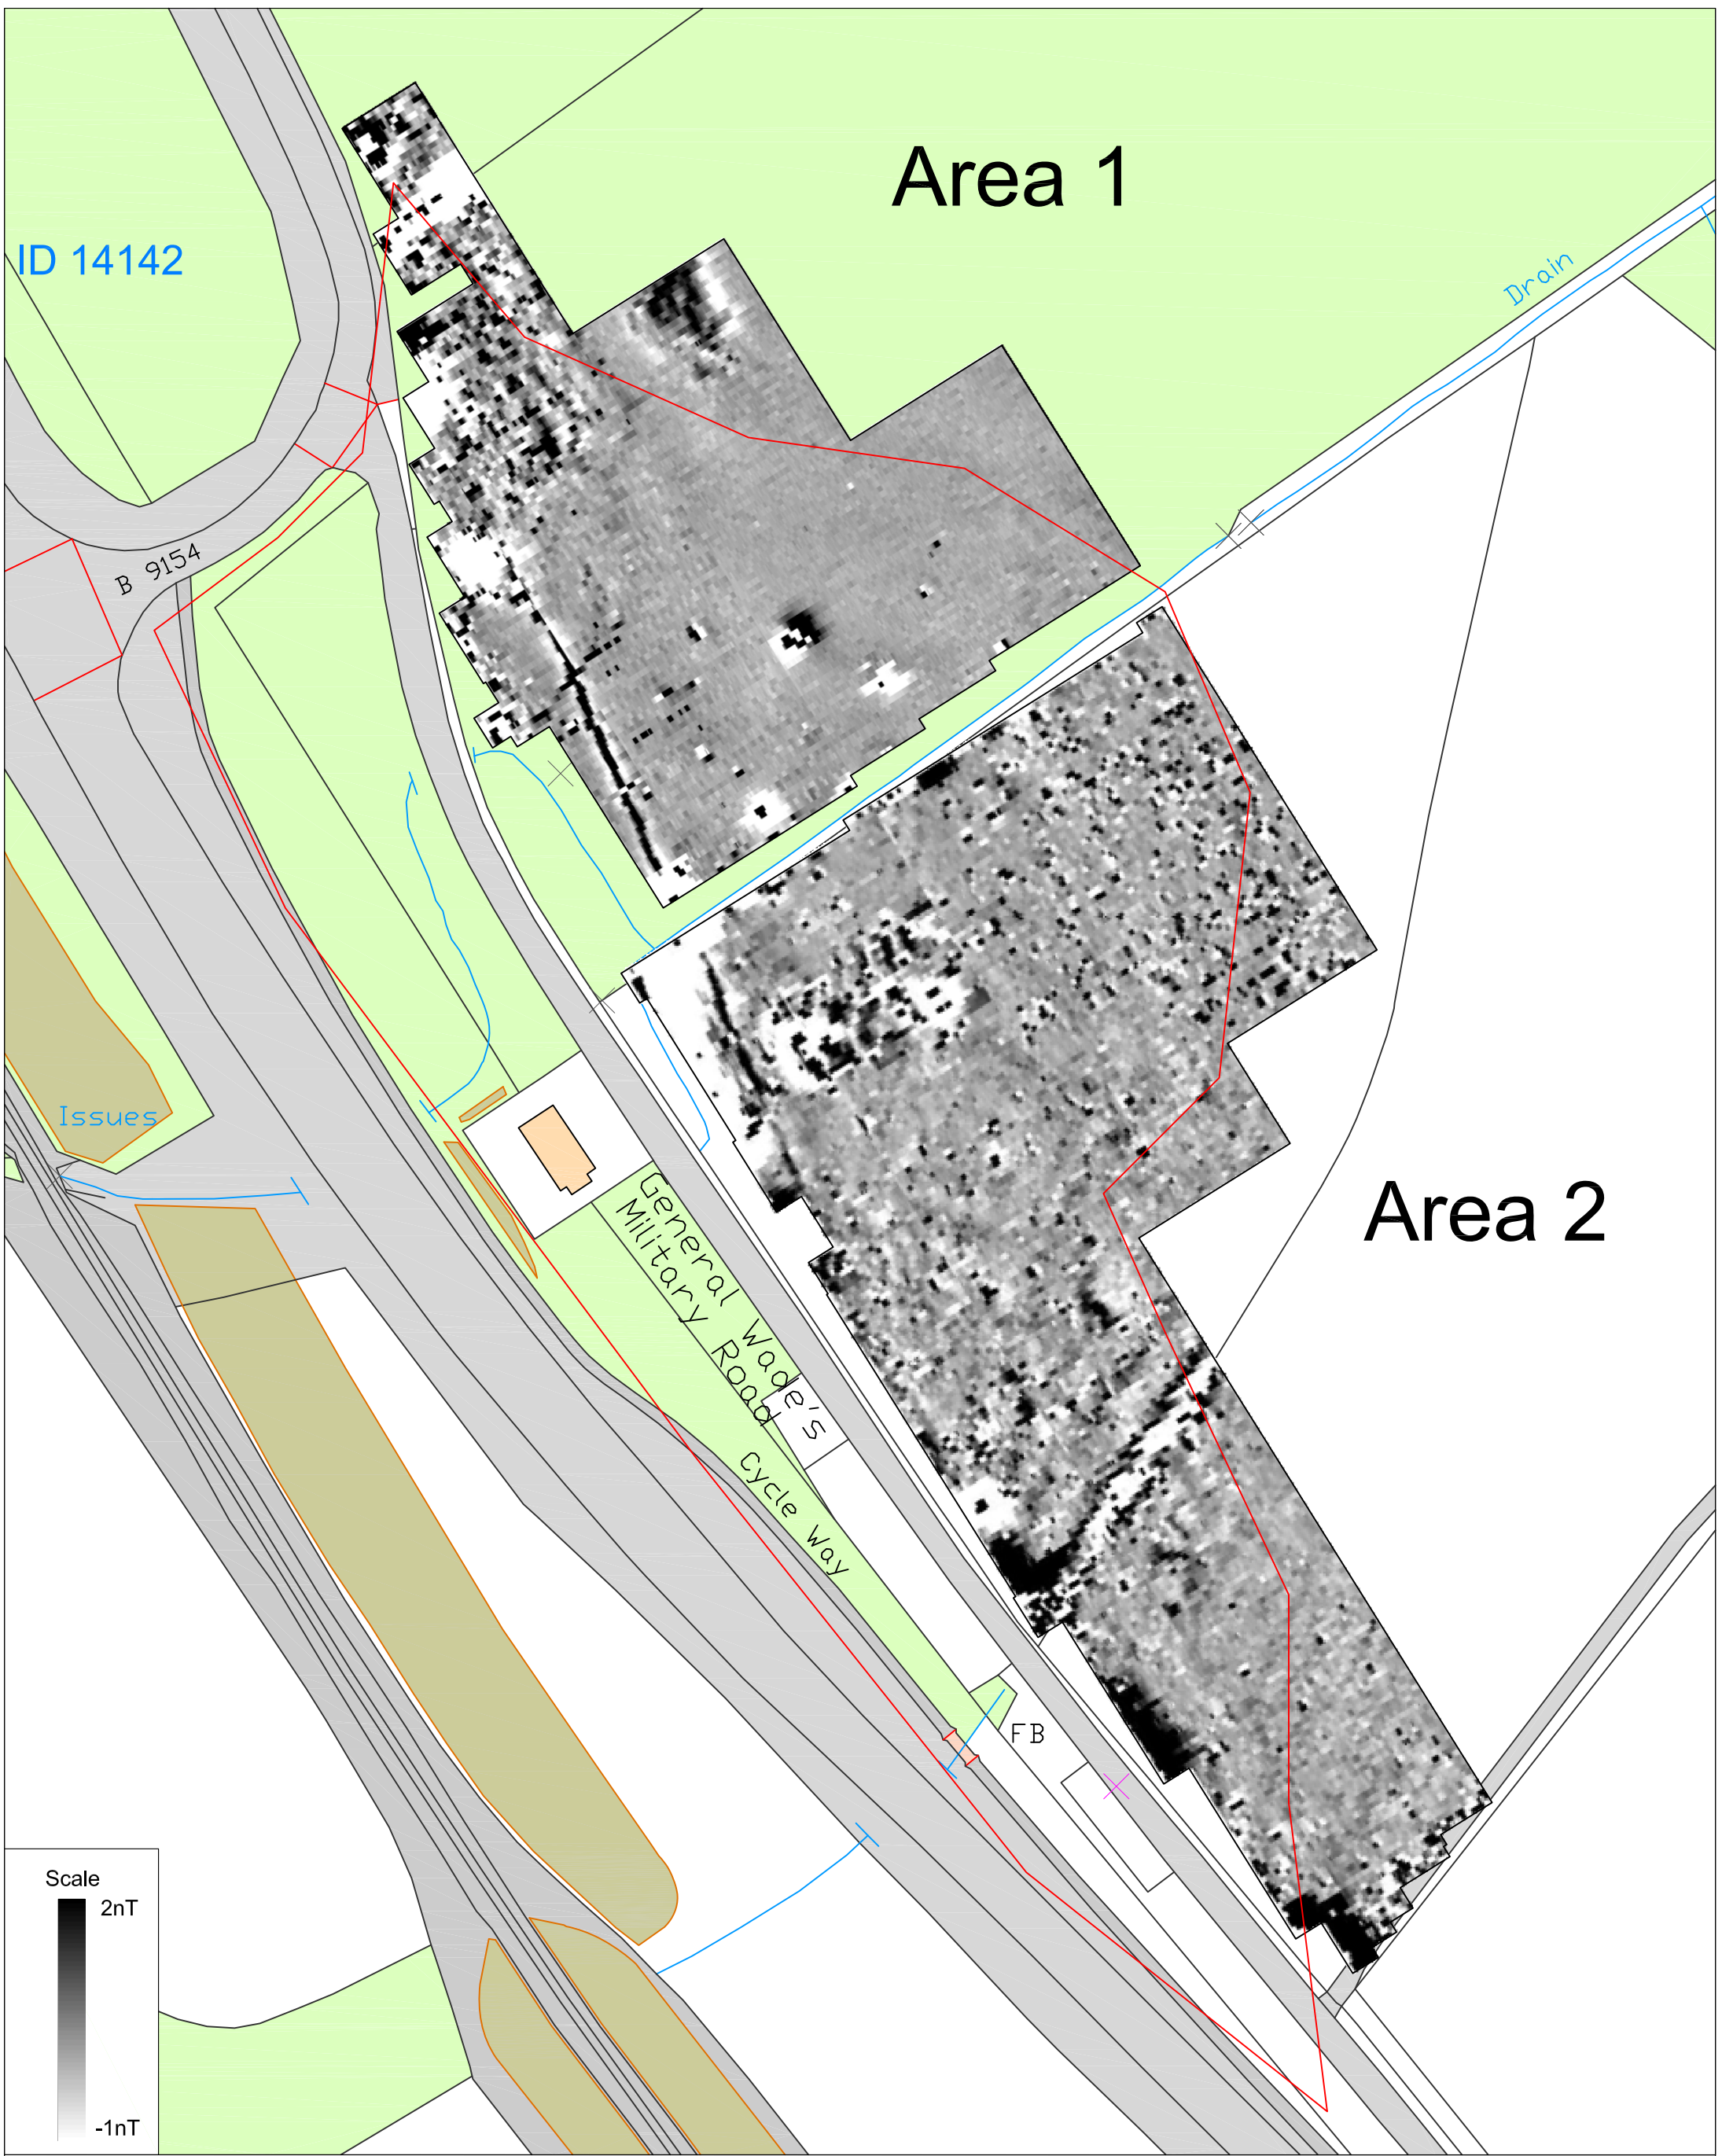 Area 1
ID 14142
Drain
B 9154
Issues
General Wade's
Military Road
Area 2
Cycle Way
FB
Scale
2nT
-1nT